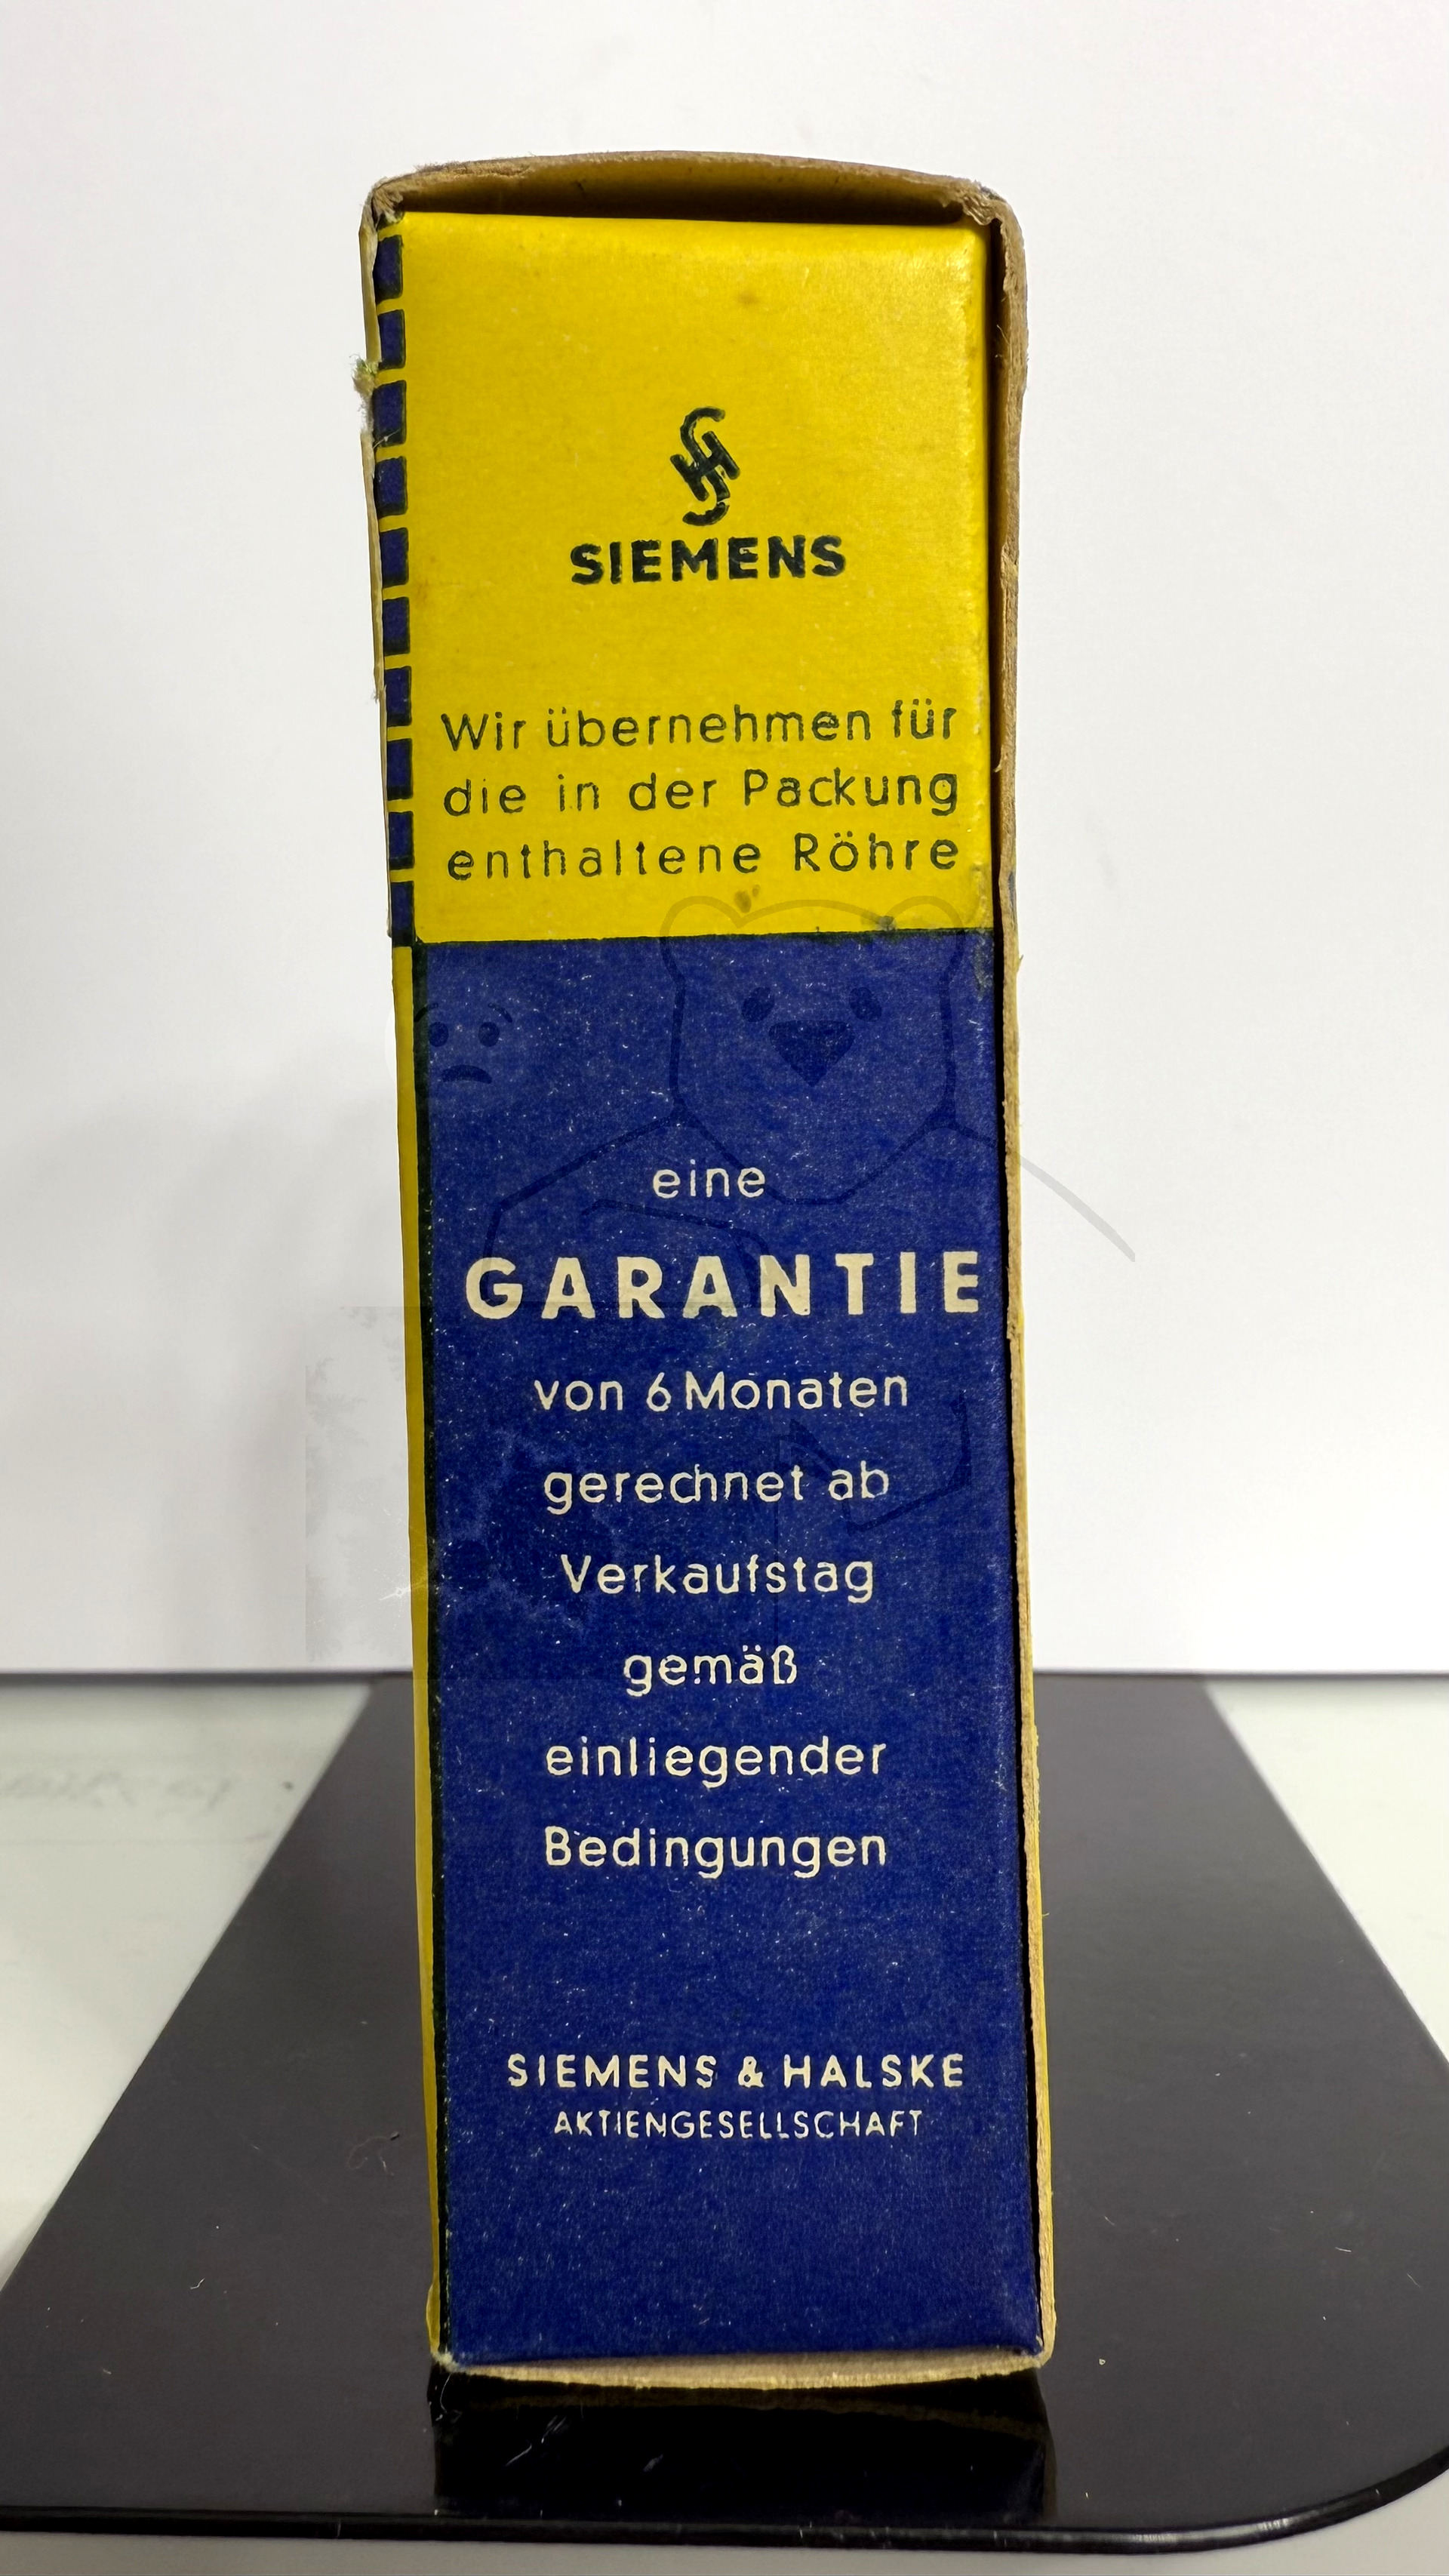 SIEMENS
Wir übernehmen für
die in der Packung
enthaltene Röhre
eine
GARANTIE
von 6 Monaten
gerechnet ab
Verkaufstag
gemäß
einliegender
Bedingungen
SIEMENS & HALSKE
AKTIENGESELLSCHAFT